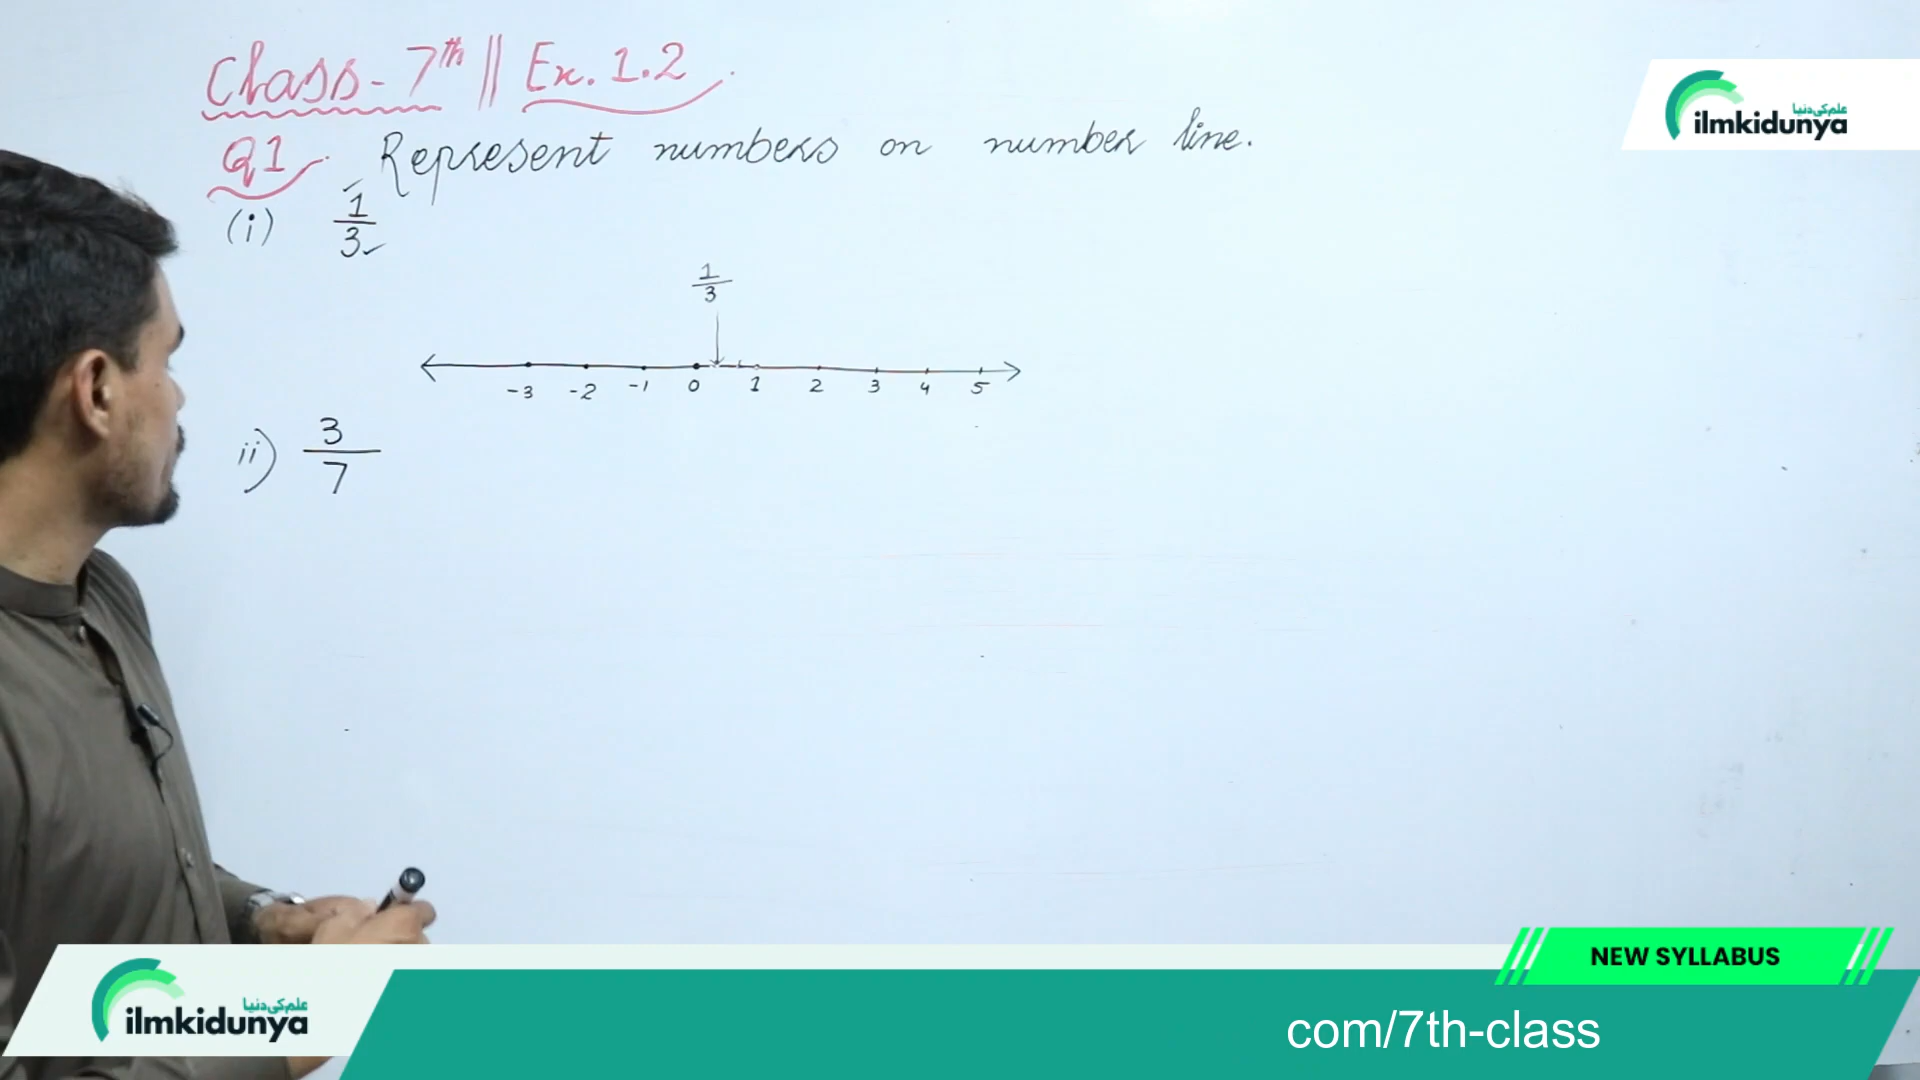 Class-7th || Ex. 1.2
علم کی دنیا
ilmkidunya
Q1. Represent numbers on number line.
(i) 1/3
1/3
-3 -2 -1 0 1 2 3 4 5
ii) 3/7
NEW SYLLABUS
علم کی دنیا
ilmkidunya
com/7th-class